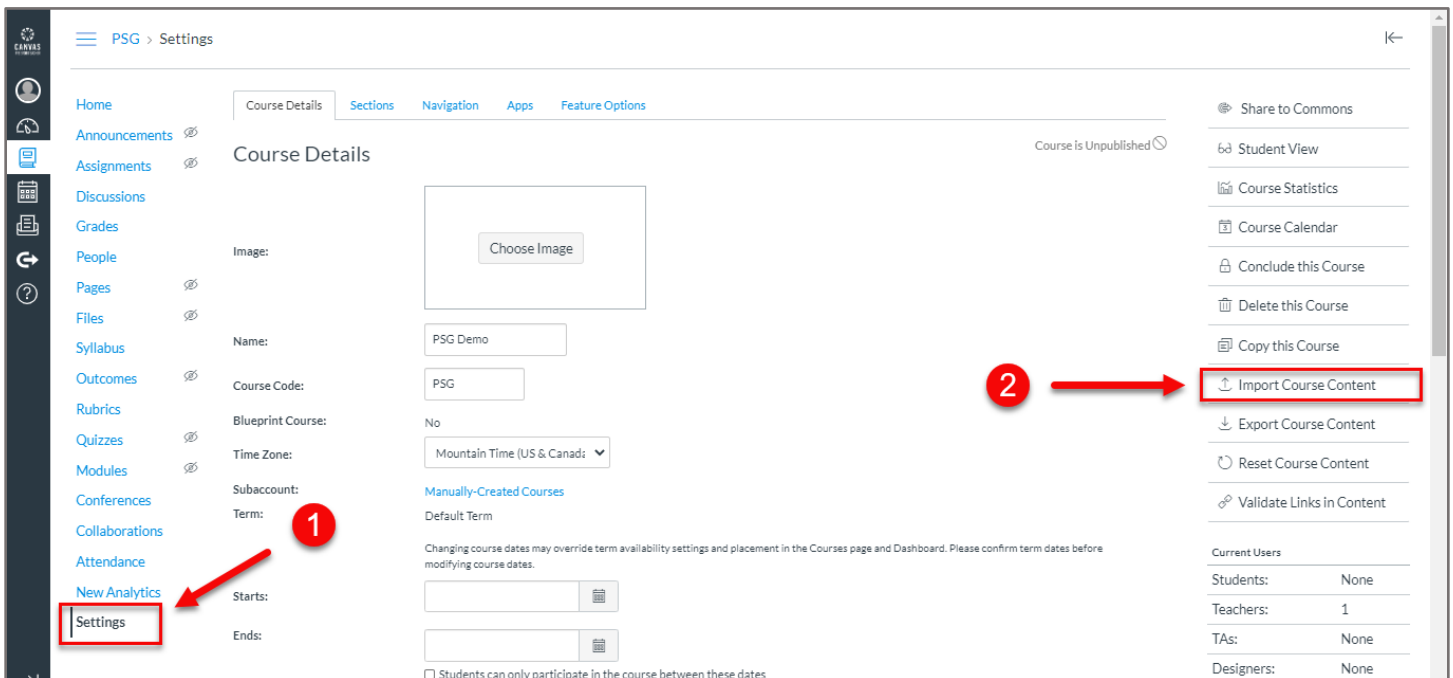 CANVAS
PSG > Settings
Home
Announcements
Assignments
Discussions
Grades
People
Pages
Files
Syllabus
Outcomes
Rubrics
Quizzes
Modules
Conferences
Collaborations
Attendance
New Analytics
Settings
1
Course Details Sections Navigation Apps Feature Options
Course Details
Course is Unpublished
Image:
Choose Image
Name:
PSG Demo
Course Code:
PSG
Blueprint Course:
No
Time Zone:
Mountain Time (US & Canada
Subaccount:
Manually-Created Courses
Term:
Default Term
Changing course dates may override term availability settings and placement in the Courses page and Dashboard. Please confirm term dates before
modifying course dates.
Starts:
Ends:
Students can only participate in the course between these dates
2
Share to Commons
Student View
Course Statistics
Course Calendar
Conclude this Course
Delete this Course
Copy this Course
Import Course Content
Export Course Content
Reset Course Content
Validate Links in Content
Current Users
Students: None
Teachers: 1
TAs: None
Designers: None